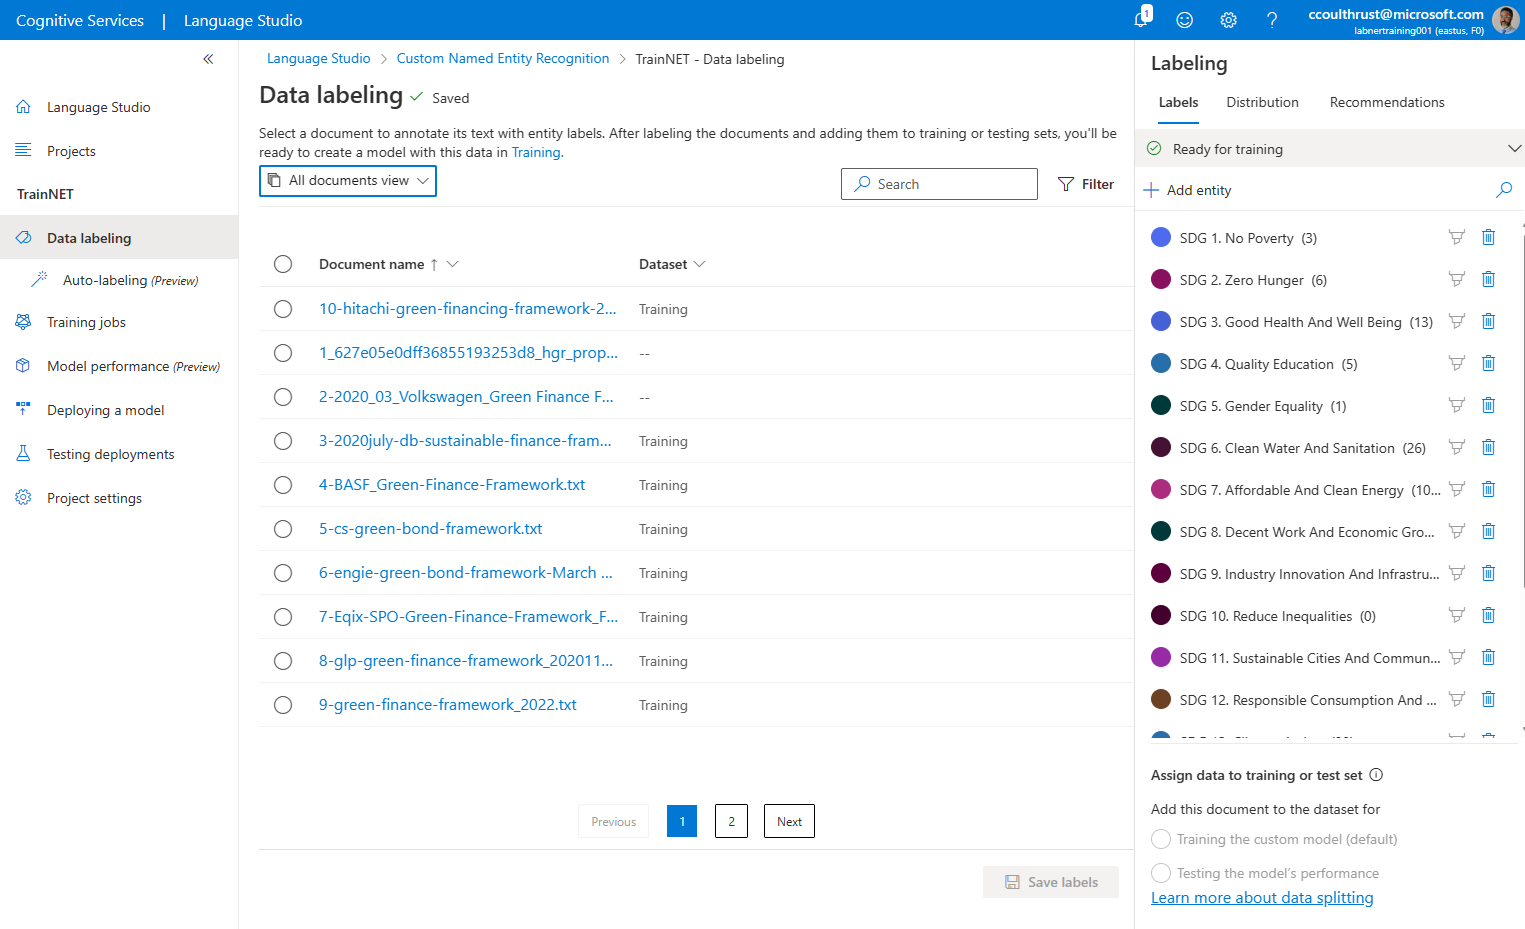 Cognitive Services | Language Studio
1
ccoulthrust@microsoft.com
labnertraining001 (eastus, F0)
Language Studio
Projects
TrainNET
Data labeling
Auto-labeling (Preview)
Training jobs
Model performance (Preview)
Deploying a model
Testing deployments
Project settings
Language Studio > Custom Named Entity Recognition > TrainNET - Data labeling
Data labeling Saved
Select a document to annotate its text with entity labels. After labeling the documents and adding them to training or testing sets, you'll be
ready to create a model with this data in Training.
All documents view
Search
Filter
Document name ↑ Dataset
10-hitachi-green-financing-framework-2... Training
1_627e05e0dff36855193253d8_hgr_prop... --
2-2020_03_Volkswagen_Green Finance F... --
3-2020july-db-sustainable-finance-fram... Training
4-BASF_Green-Finance-Framework.txt Training
5-cs-green-bond-framework.txt Training
6-engie-green-bond-framework-March ... Training
7-Eqix-SPO-Green-Finance-Framework_F... Training
8-glp-green-finance-framework_202011... Training
9-green-finance-framework_2022.txt Training
Previous 1 2 Next
Save labels
Labeling
Labels Distribution Recommendations
Ready for training
Add entity
SDG 1. No Poverty (3)
SDG 2. Zero Hunger (6)
SDG 3. Good Health And Well Being (13)
SDG 4. Quality Education (5)
SDG 5. Gender Equality (1)
SDG 6. Clean Water And Sanitation (26)
SDG 7. Affordable And Clean Energy (10...
SDG 8. Decent Work And Economic Gro...
SDG 9. Industry Innovation And Infrastru...
SDG 10. Reduce Inequalities (0)
SDG 11. Sustainable Cities And Commun...
SDG 12. Responsible Consumption And ...
Assign data to training or test set
Add this document to the dataset for
Training the custom model (default)
Testing the model's performance
Learn more about data splitting